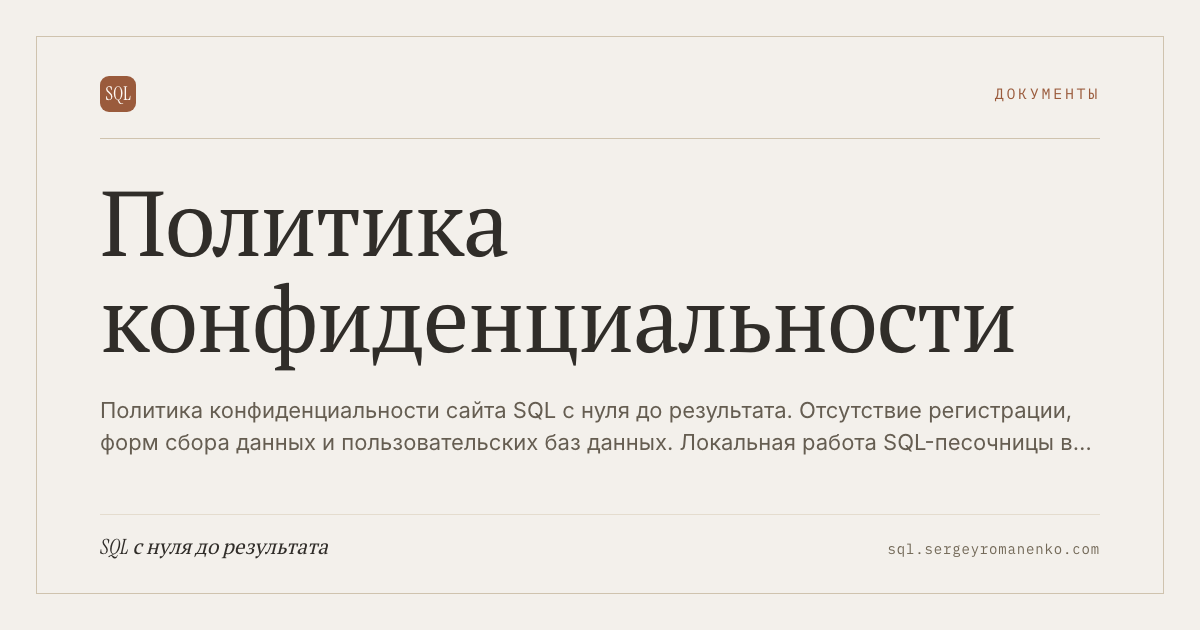 SQL
ДОКУМЕНТЫ
Политика
конфиденциальности
Политика конфиденциальности сайта SQL с нуля до результата. Отсутствие регистрации,
форм сбора данных и пользовательских баз данных. Локальная работа SQL-песочницы в...
SQL с нуля до результата
sql.sergeyromanenko.com